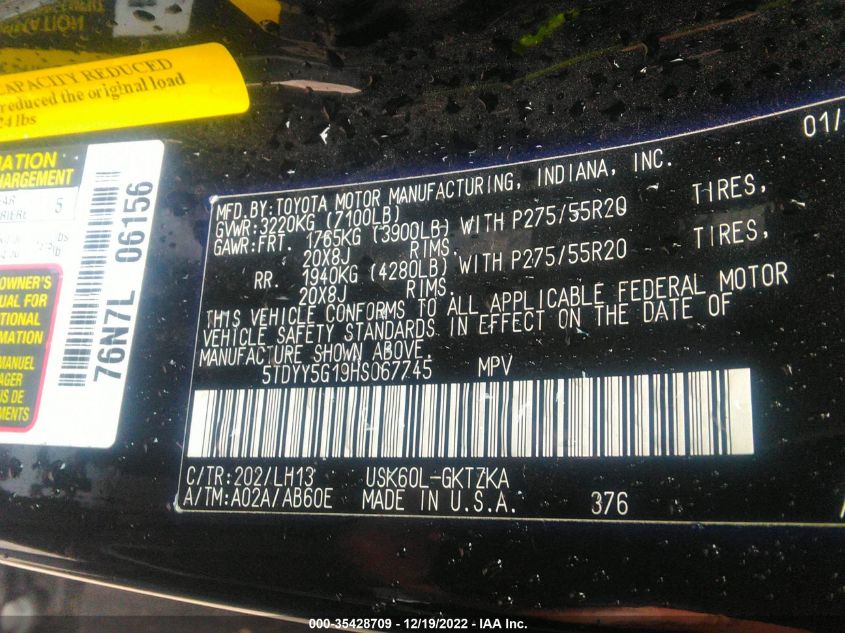 CAPACITY REDUCED
reduced the original load
24 lbs
MATION
HARGEMENT
5
OWNER'S
UAL FOR
TIONAL
MATION
MANUEL
AGER
US DE
MENTS
76N7L 06156
01/
MFD.BY:TOYOTA MOTOR MANUFACTURING, INDIANA, INC.
GVWR:3220KG (7100LB)
GAWR:FRT. 1765KG (3900LB) WITH P275/55R20 TIRES,
20X8J RIMS.
RR. 1940KG (4280LB) WITH P275/55R20 TIRES,
20X8J RIMS.
THIS VEHICLE CONFORMS TO ALL APPLICABLE FEDERAL MOTOR
VEHICLE SAFETY STANDARDS IN EFFECT ON THE DATE OF
MANUFACTURE SHOWN ABOVE.
5TDYY5G19HS067745 MPV
C/TR:202/LH13 USK60L-GKTZKA
A/TM:A02A/AB60E MADE IN U.S.A. 376
000-35428709 - 12/19/2022 - IAA Inc.